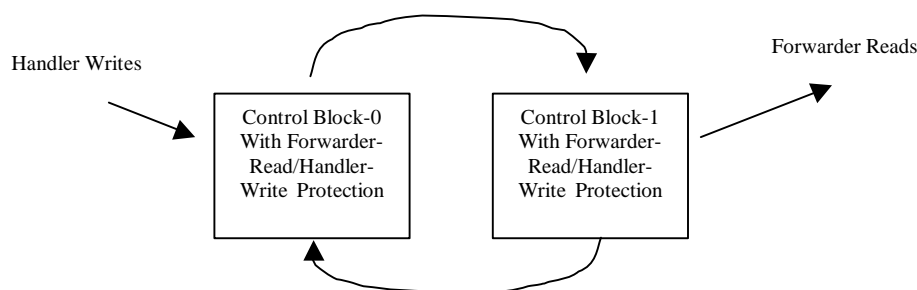 Handler Writes
Forwarder Reads
Control Block-0
With Forwarder-
Read/Handler-
Write Protection
Control Block-1
With Forwarder-
Read/Handler-
Write Protection